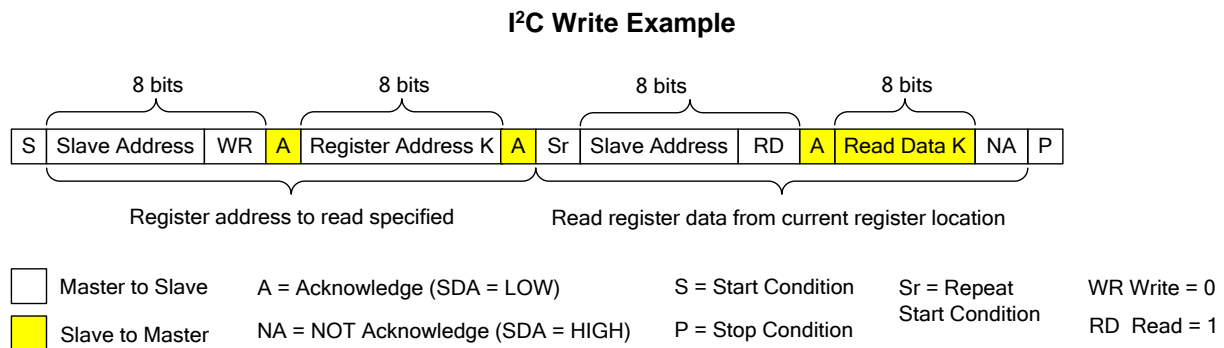 I²C Write Example
8 bits 8 bits 8 bits 8 bits
S Slave Address WR A Register Address K A Sr Slave Address RD A Read Data K NA P
Register address to read specified Read register data from current register location
Master to Slave A = Acknowledge (SDA = LOW) S = Start Condition Sr = Repeat WR Write = 0
Start Condition
Slave to Master NA = NOT Acknowledge (SDA = HIGH) P = Stop Condition RD Read = 1